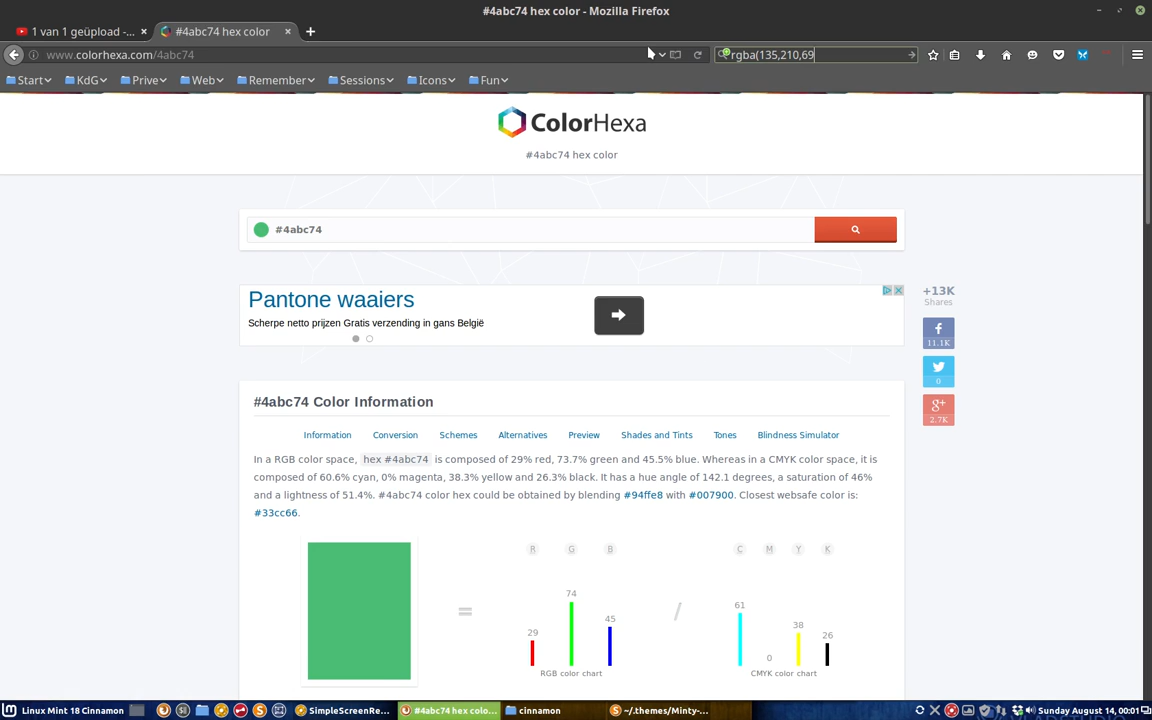 #4abc74 hex color - Mozilla Firefox
1 van 1 geüpload -...
#4abc74 hex color
www.colorhexa.com/4abc74
rgba(135,210,69
Start
KdG
Prive
Web
Remember
Sessions
Icons
Fun
ColorHexa
#4abc74 hex color
#4abc74
Pantone waaiers
Scherpe netto prijzen Gratis verzending in gans België
+13K
Shares
11.1K
0
2.7K
#4abc74 Color Information
Information Conversion Schemes Alternatives Preview Shades and Tints Tones Blindness Simulator
In a RGB color space, hex #4abc74 is composed of 29% red, 73.7% green and 45.5% blue. Whereas in a CMYK color space, it is
composed of 60.6% cyan, 0% magenta, 38.3% yellow and 26.3% black. It has a hue angle of 142.1 degrees, a saturation of 46%
and a lightness of 51.4%. #4abc74 color hex could be obtained by blending #94ffe8 with #007900. Closest websafe color is:
#33cc66.
R G B
C M Y K
=
/
29
74
45
RGB color chart
61
0
38
26
CMYK color chart
Linux Mint 18 Cinnamon
SimpleScreenRe...
#4abc74 hex colo...
cinnamon
~/.themes/Minty-...
Sunday August 14, 00:01